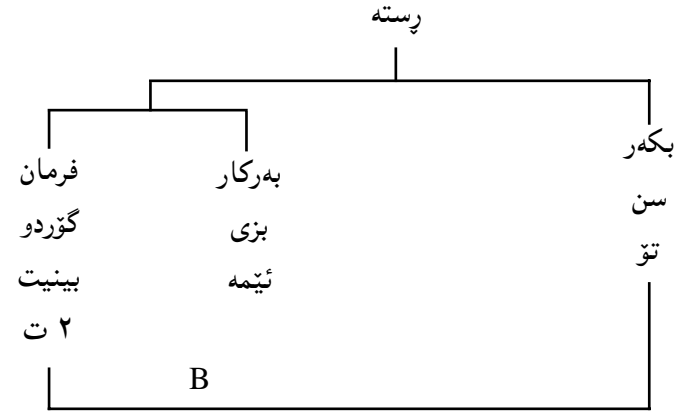 ڕستە
بکەر
سن
تۆ
بەرکار
بزی
ئێمە
فرمان
گۆردو
بینیت
٢ ت
B